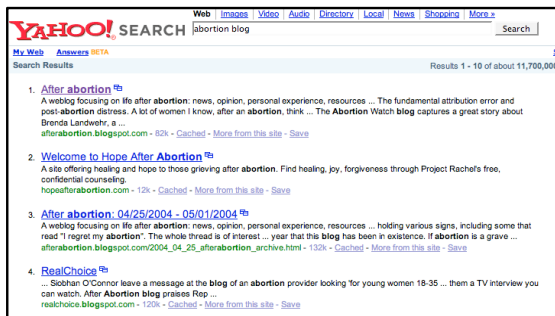 Web Images Video Audio Directory Local News Shopping More »
YAHOO! SEARCH abortion blog Search
My Web Answers BETA
Search Results Results 1 - 10 of about 11,700,000
1. After abortion
A weblog focusing on life after abortion: news, opinion, personal experience, resources ... The fundamental attribution error and
post-abortion distress. A lot of women I know, after an abortion, think ... The Abortion Watch blog captures a great story about
Brenda Landwehr, a ...
afterabortion.blogspot.com - 82k - Cached - More from this site - Save
2. Welcome to Hope After Abortion
A site offering healing and hope to those grieving after abortion. Find healing, joy, forgiveness through Project Rachel's free,
confidential counseling.
hopeafterabortion.com - 12k - Cached - More from this site - Save
3. After abortion: 04/25/2004 - 05/01/2004
A weblog focusing on life after abortion: news, opinion, personal experience, resources ... holding various signs, including some that
read "I regret my abortion". The whole thread is of interest ... year that this blog has been in existence. If abortion is a grave ...
afterabortion.blogspot.com/2004_04_25_afterabortion_archive.html - 132k - Cached - More from this site - Save
4. RealChoice
... Siobhan O'Connor leave a message at the blog of an abortion provider looking 'for young women 18-35 ... them a TV interview you
can watch. After Abortion blog praises Rep ...
realchoice.blogspot.com - 120k - Cached - More from this site - Save